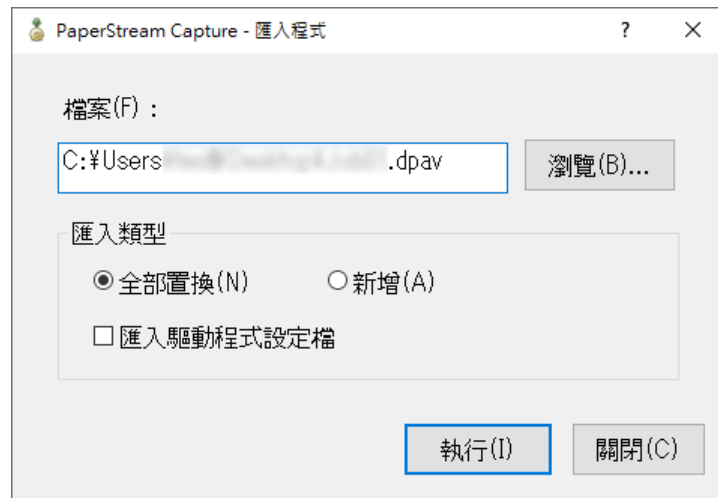 PaperStream Capture - 匯入程式
檔案(F) :
C:¥Users .dpav
瀏覽(B)...
匯入類型
全部置換(N) 新增(A)
匯入驅動程式設定檔
執行(I) 關閉(C)